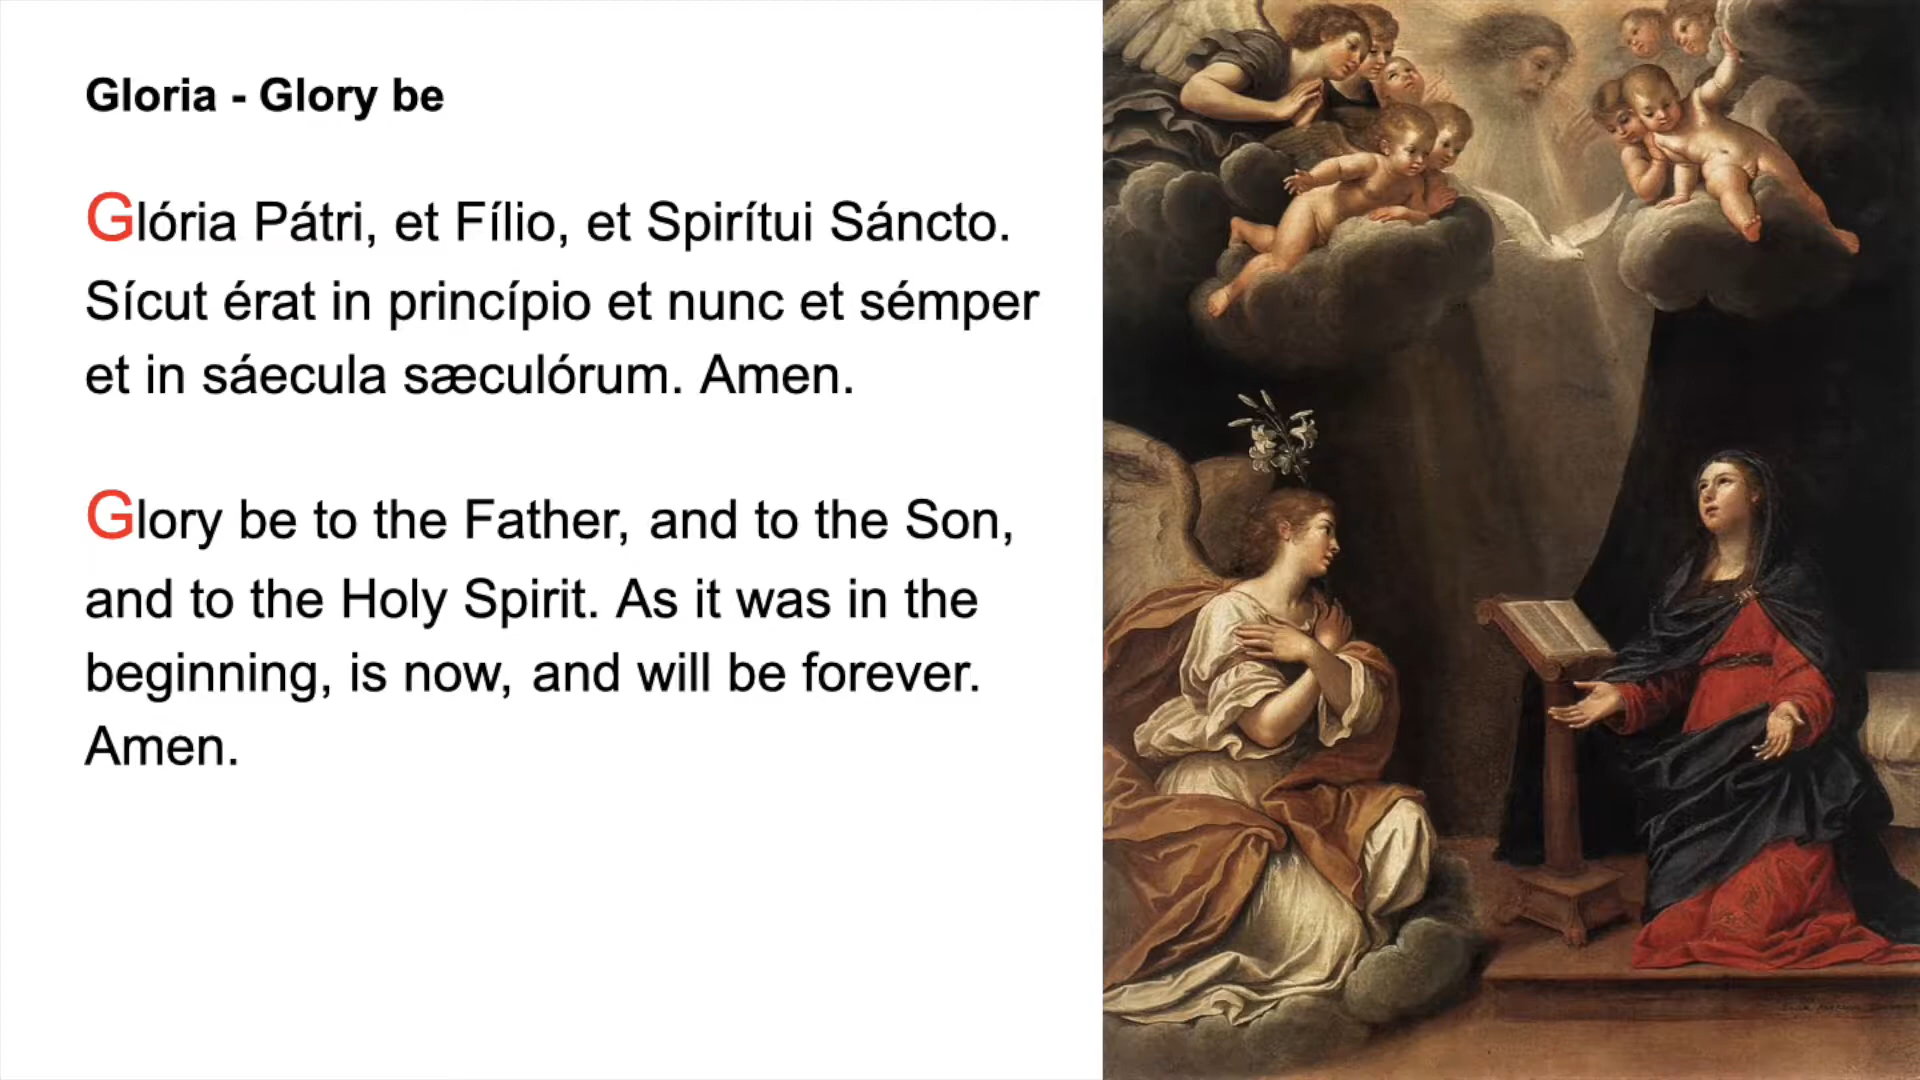 Gloria - Glory be
Glória Pátri, et Fílio, et Spirítui Sáncto.
Sícut érat in princípio et nunc et sémper
et in sáecula sæculórum. Amen.
Glory be to the Father, and to the Son,
and to the Holy Spirit. As it was in the
beginning, is now, and will be forever.
Amen.